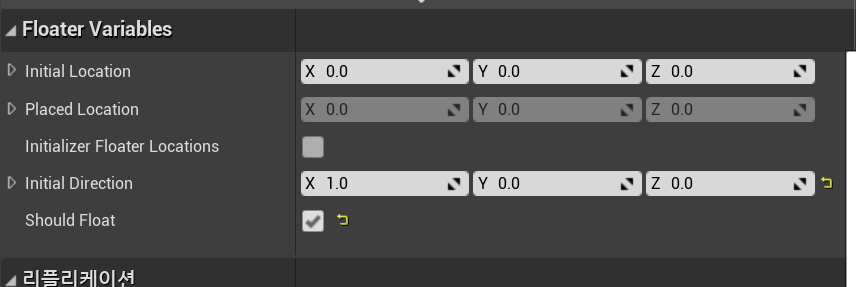 Floater Variables
Initial Location X 0.0 Y 0.0 Z 0.0
Placed Location X 0.0 Y 0.0 Z 0.0
Initializer Floater Locations
Initial Direction X 1.0 Y 0.0 Z 0.0
Should Float
리플리케이션